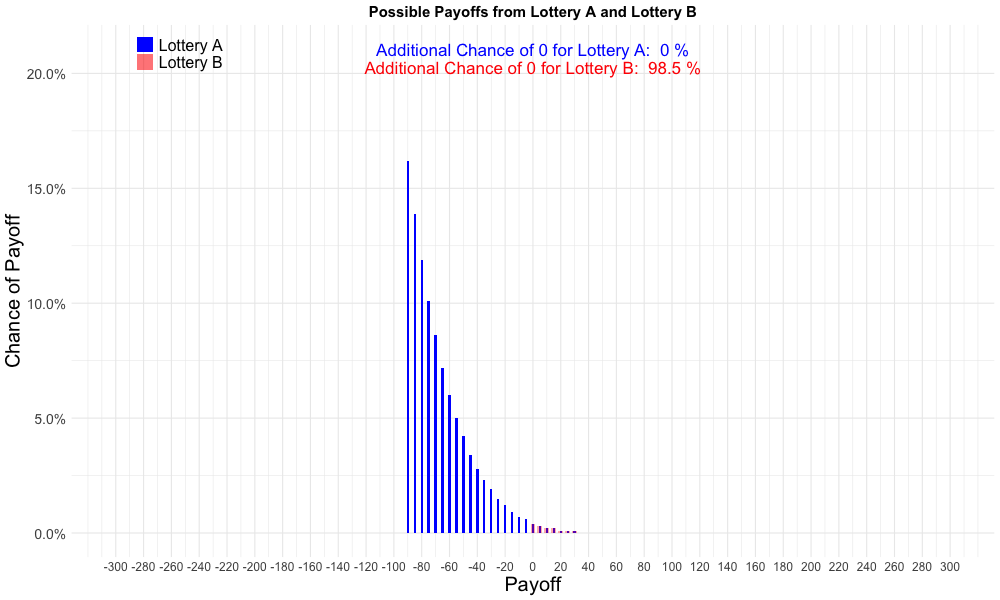 Possible Payoffs from Lottery A and Lottery B
Lottery A
Lottery B
Additional Chance of 0 for Lottery A:  0 %
Additional Chance of 0 for Lottery B:  98.5 %
Chance of Payoff
20.0%
15.0%
10.0%
5.0%
0.0%
-300 -280 -260 -240 -220 -200 -180 -160 -140 -120 -100 -80 -60 -40 -20 0 20 40 60 80 100 120 140 160 180 200 220 240 260 280 300
Payoff